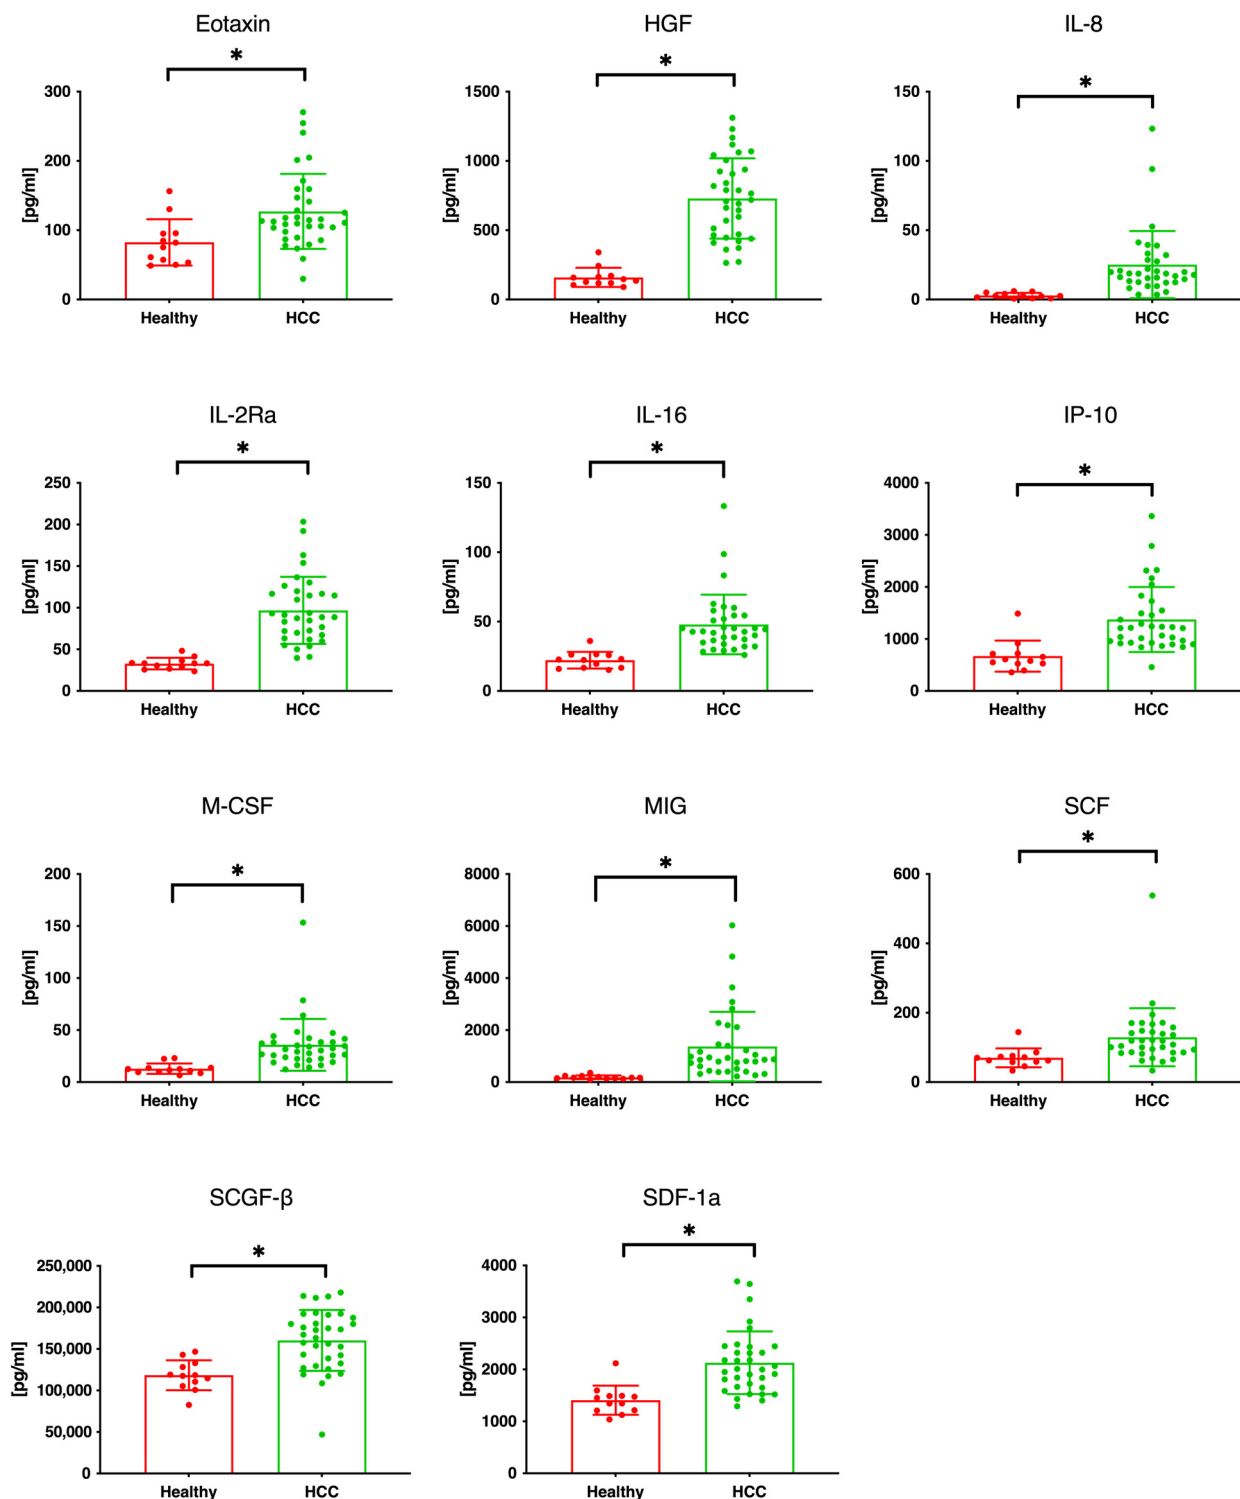 Eotaxin
*
300
200
100
0
[pg/ml]
Healthy HCC
HGF
*
1500
1000
500
0
[pg/ml]
Healthy HCC
IL-8
*
150
100
50
0
[pg/ml]
Healthy HCC
IL-2Ra
*
250
200
150
100
50
0
[pg/ml]
Healthy HCC
IL-16
*
150
100
50
0
[pg/ml]
Healthy HCC
IP-10
*
4000
3000
2000
1000
0
[pg/ml]
Healthy HCC
M-CSF
*
200
150
100
50
0
[pg/ml]
Healthy HCC
MIG
*
8000
6000
4000
2000
0
[pg/ml]
Healthy HCC
SCF
*
600
400
200
0
[pg/ml]
Healthy HCC
SCGF-β
*
250,000
200,000
150,000
100,000
50,000
0
[pg/ml]
Healthy HCC
SDF-1a
*
4000
3000
2000
1000
0
[pg/ml]
Healthy HCC